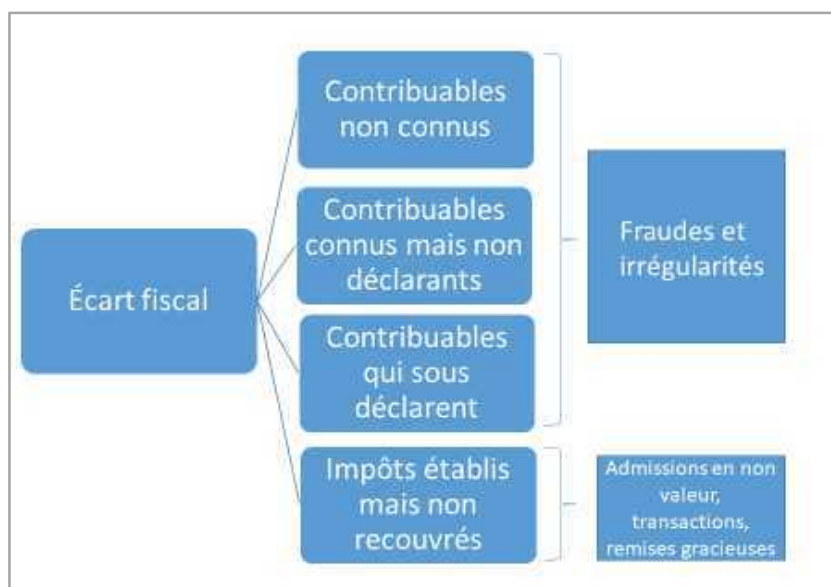 Contribuables
non connus
Contribuables
connus mais non
déclarants
Fraudes et
irrégularités
Écart fiscal
Contribuables
qui sous
déclarent
Impôts établis
mais non
recouvrés
Admissions en non
valeur,
transactions,
remises gracieuses